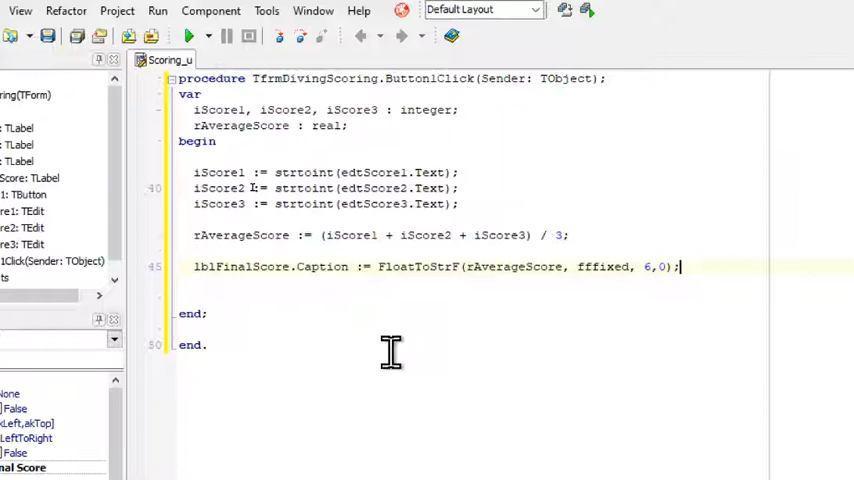 View Refactor Project Run Component Tools Window Help Default Layout
Scoring_u
ring(TForm)
: TLabel
: TLabel
: TLabel
Score: TLabel
1: TButton
re1: TEdit
re2: TEdit
re3: TEdit
1Click(Sender: TObject)
ts
None
False
kLeft,akTop]
LeftToRight
False
nal Score
procedure TfrmDivingScoring.Button1Click(Sender: TObject);
var
iScore1, iScore2, iScore3 : integer;
rAverageScore : real;
begin
iScore1 := strtoint(edtScore1.Text);
40 iScore2 := strtoint(edtScore2.Text);
iScore3 := strtoint(edtScore3.Text);
rAverageScore := (iScore1 + iScore2 + iScore3) / 3;
45 lblFinalScore.Caption := FloatToStrF(rAverageScore, fffixed, 6,0);
end;
50 end.